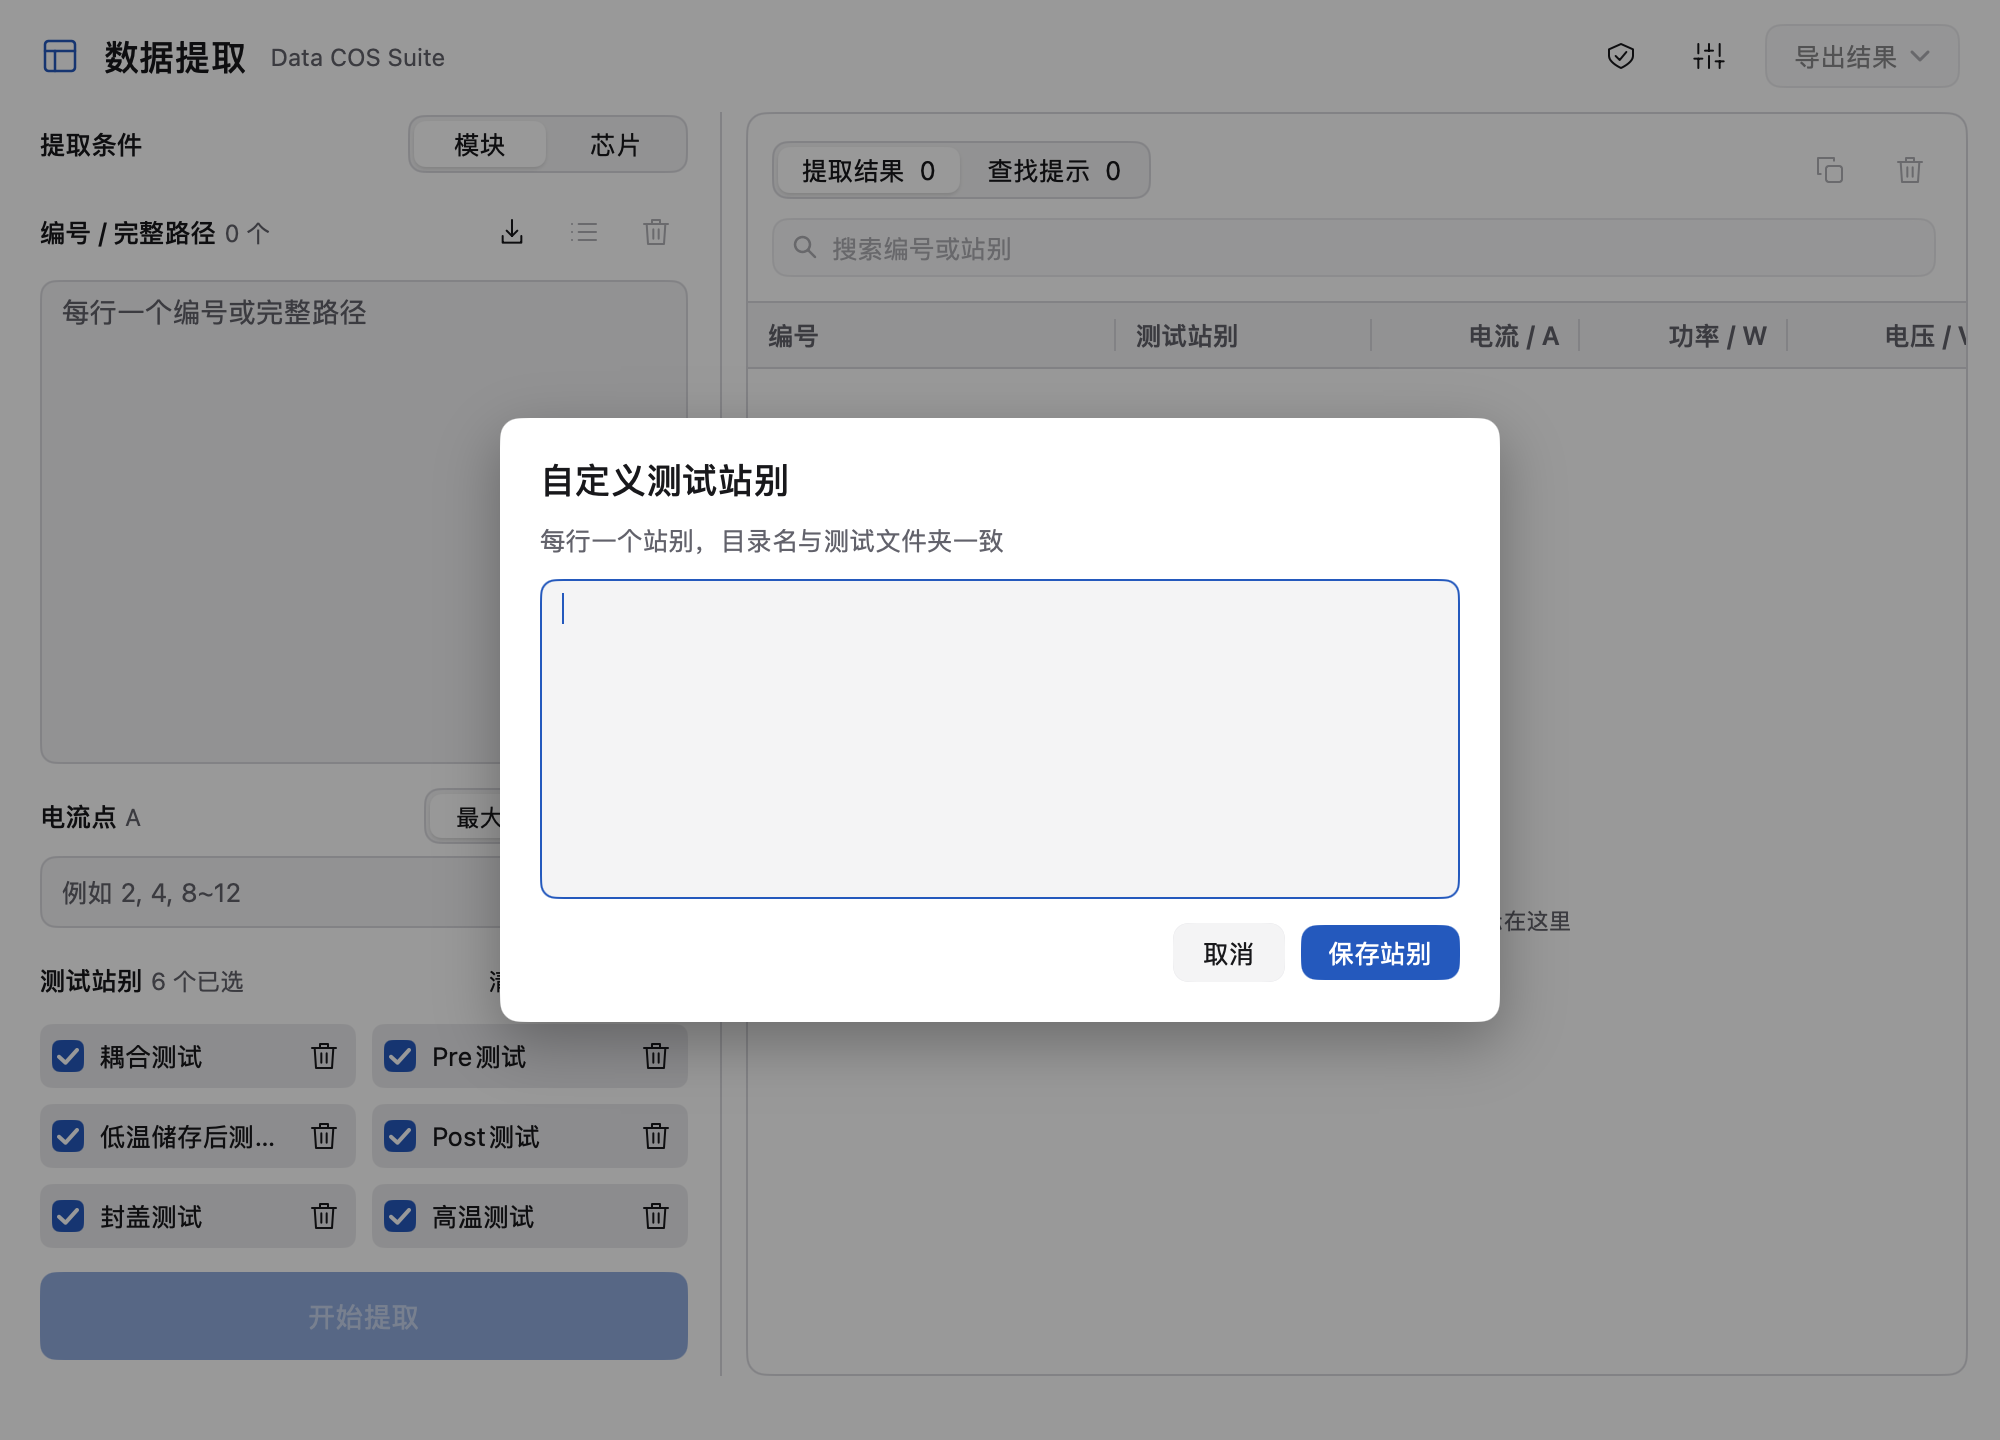 数据提取 Data COS Suite
导出结果
提取条件
模块 芯片
编号 / 完整路径 0 个
每行一个编号或完整路径
电流点 A
最大
例如 2, 4, 8~12
测试站别 6 个已选
耦合测试
Pre 测试
低温储存后测...
Post 测试
封盖测试
高温测试
开始提取
提取结果 0 查找提示 0
搜索编号或站别
编号 测试站别 电流 / A 功率 / W 电压 /
在这里
自定义测试站别
每行一个站别，目录名与测试文件夹一致
取消 保存站别